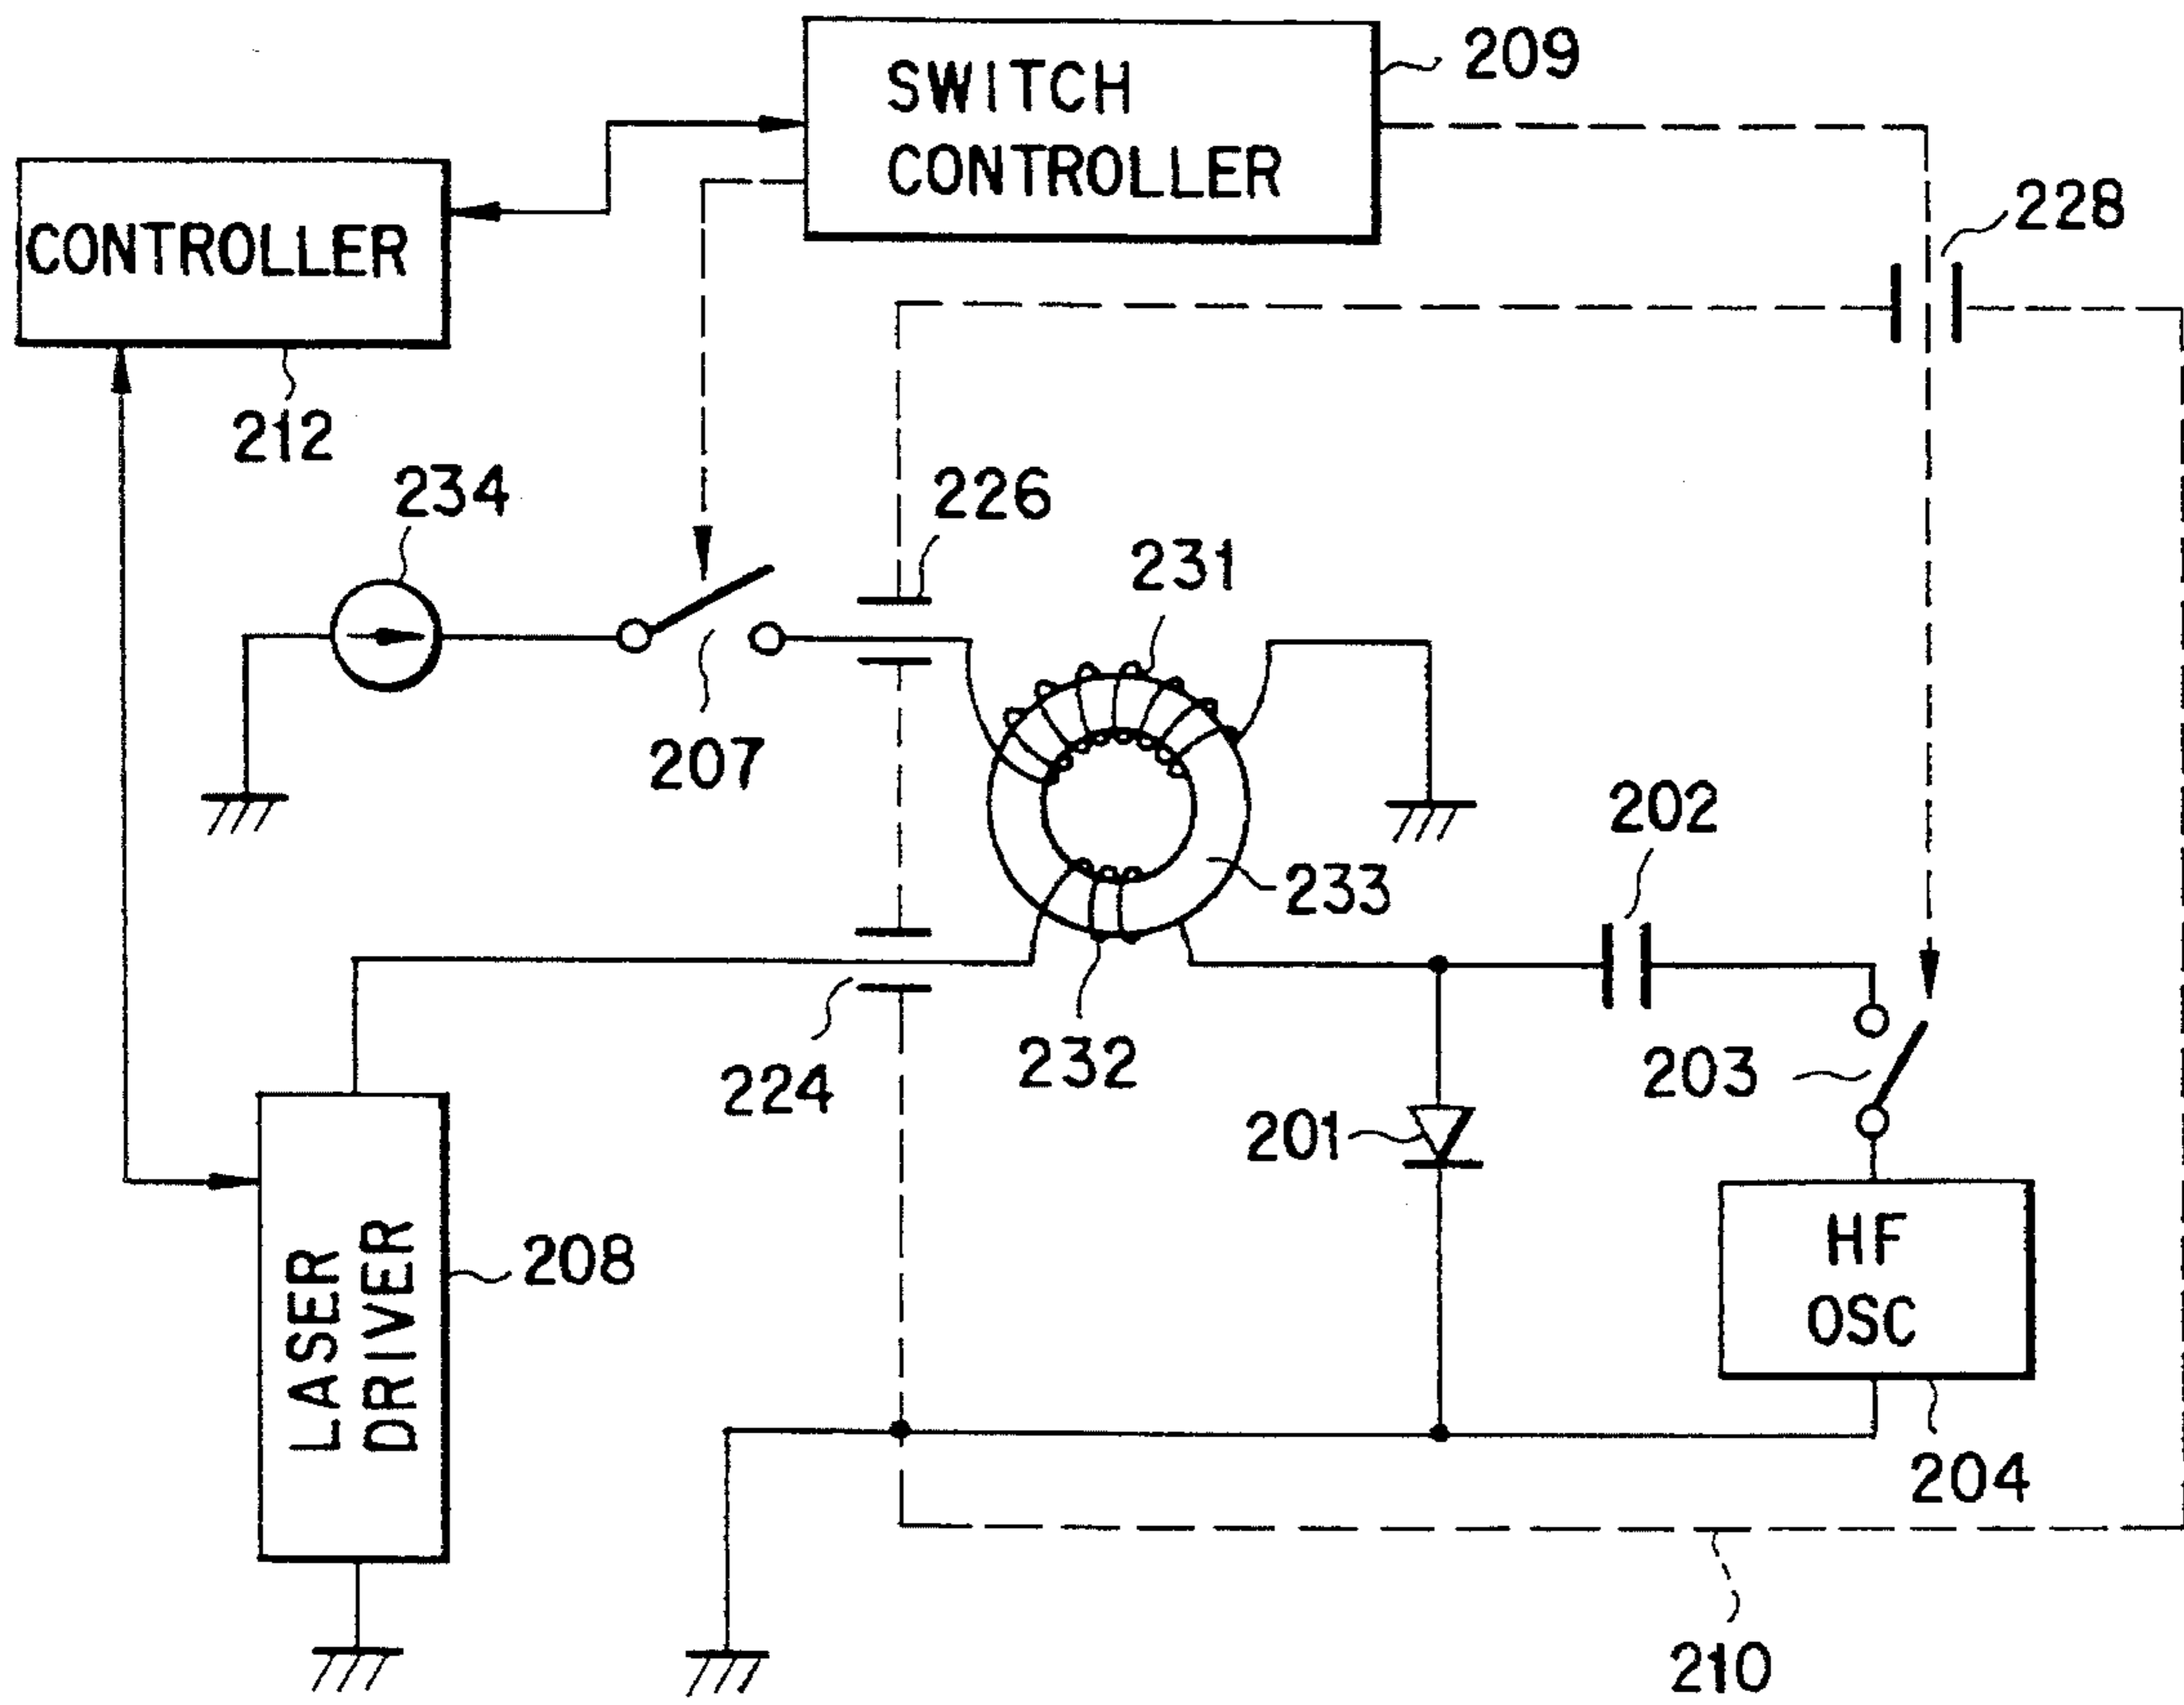 SWITCH
CONTROLLER
209
CONTROLLER
228
212
234
226
231
207
202
233
224
232
203
201
LASER
DRIVER
208
HF
OSC
204
210